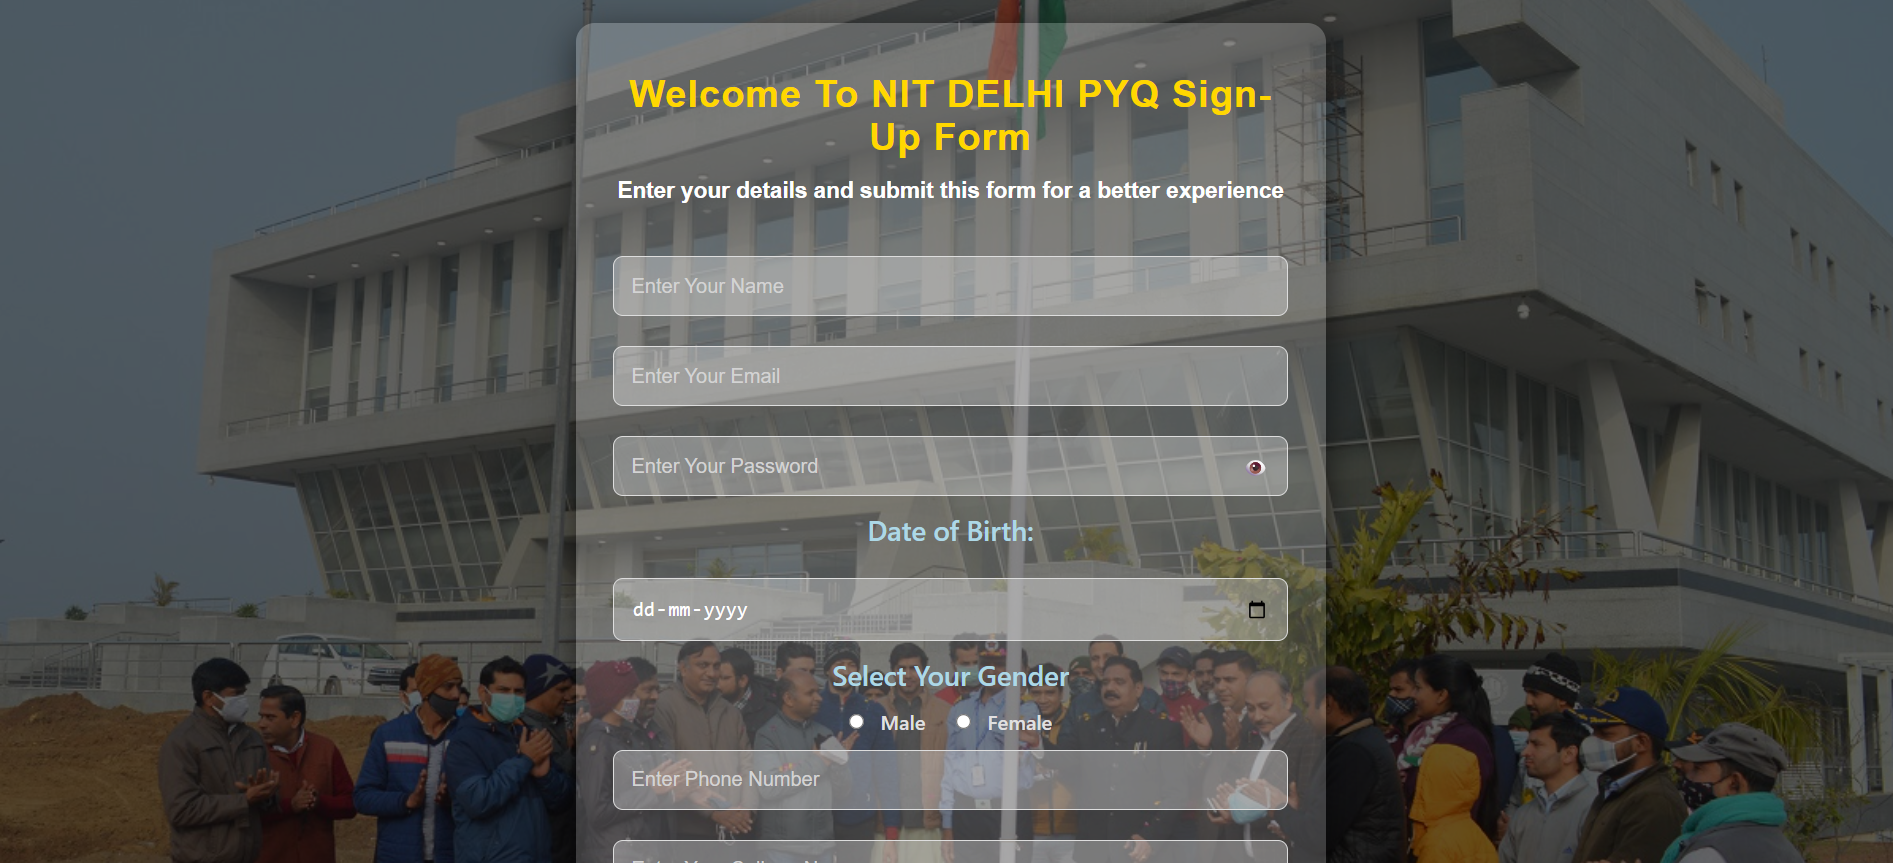 Welcome To NIT DELHI PYQ Sign-
Up Form
Enter your details and submit this form for a better experience
Enter Your Name
Enter Your Email
Enter Your Password
Date of Birth:
dd-mm-yyyy
Select Your Gender
Male Female
Enter Phone Number
Enter Your